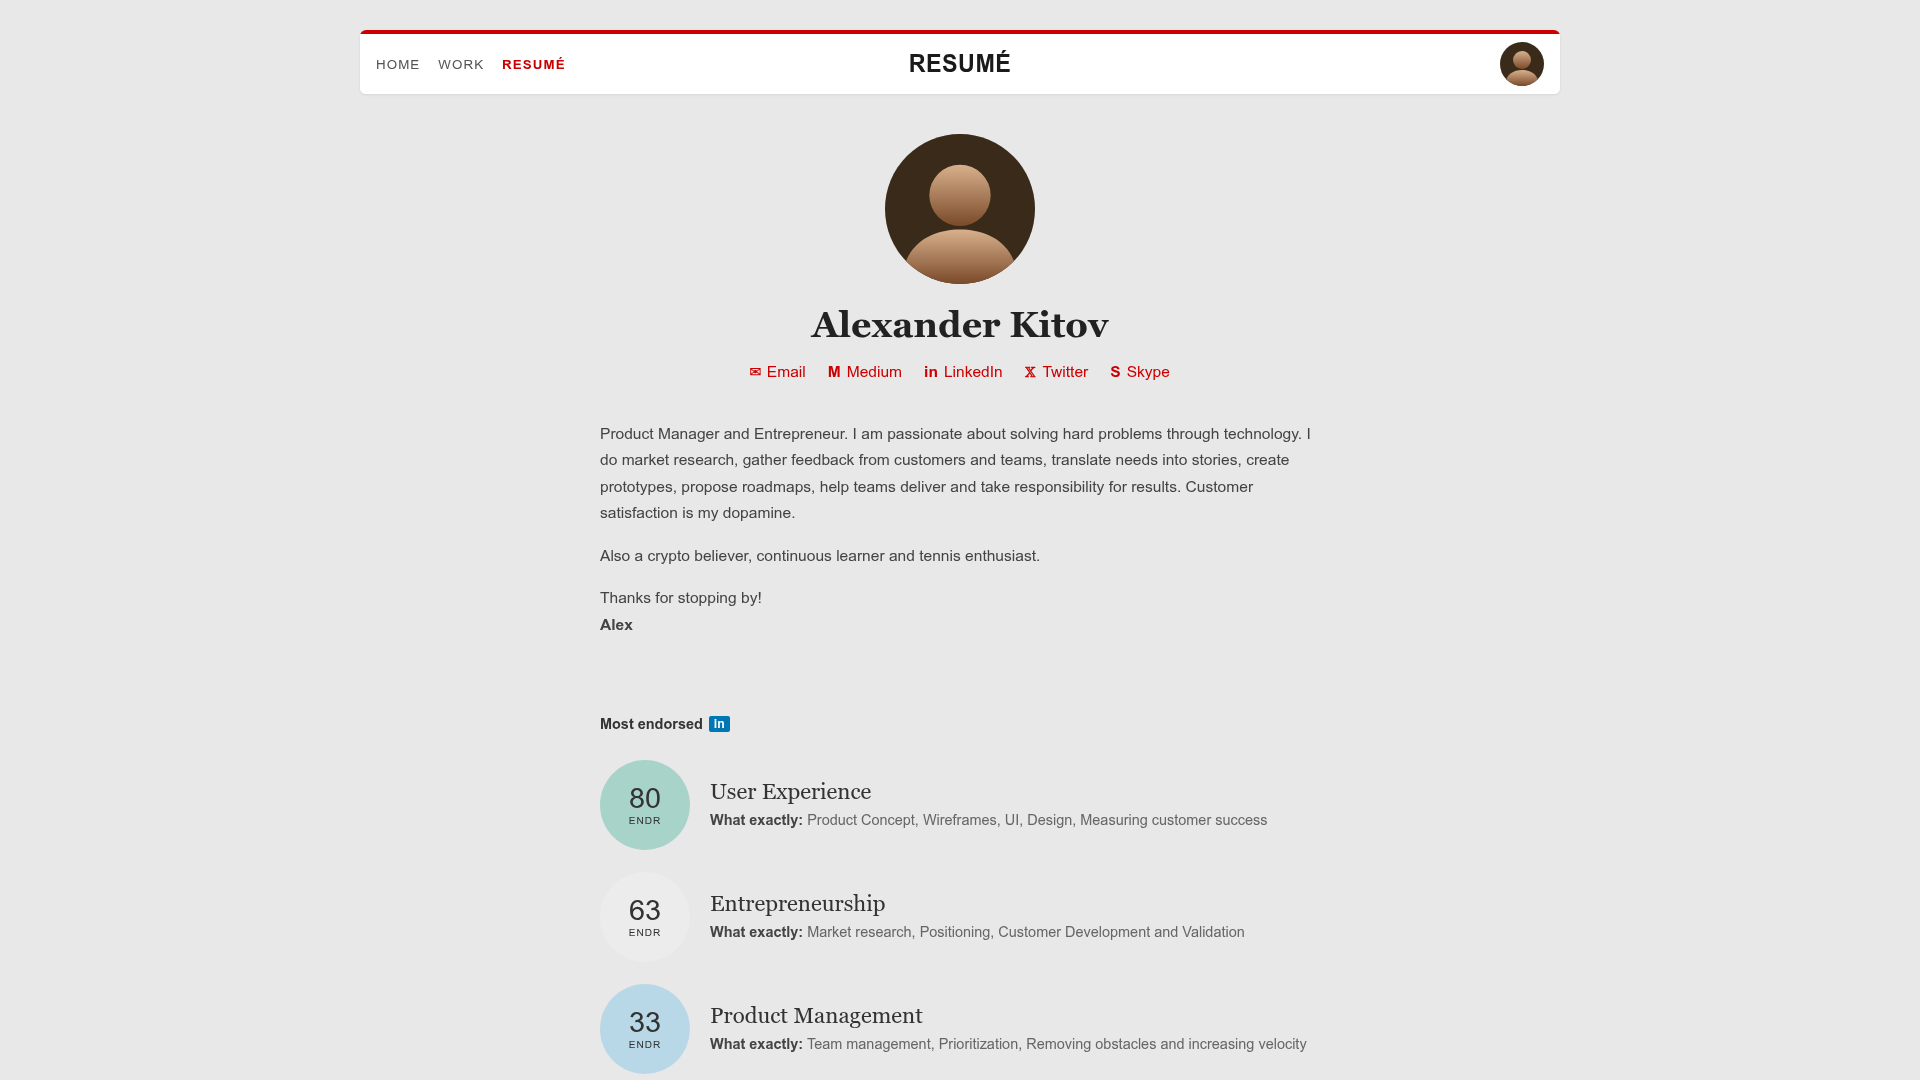 HOME WORK RESUMÉ
RESUMÉ
Alexander Kitov
✉ Email M Medium in LinkedIn 𝕏 Twitter S Skype
Product Manager and Entrepreneur. I am passionate about solving hard problems through technology. I
do market research, gather feedback from customers and teams, translate needs into stories, create
prototypes, propose roadmaps, help teams deliver and take responsibility for results. Customer
satisfaction is my dopamine.
Also a crypto believer, continuous learner and tennis enthusiast.
Thanks for stopping by!
Alex
Most endorsed in
80
ENDR
User Experience
What exactly: Product Concept, Wireframes, UI, Design, Measuring customer success
63
ENDR
Entrepreneurship
What exactly: Market research, Positioning, Customer Development and Validation
33
ENDR
Product Management
What exactly: Team management, Prioritization, Removing obstacles and increasing velocity